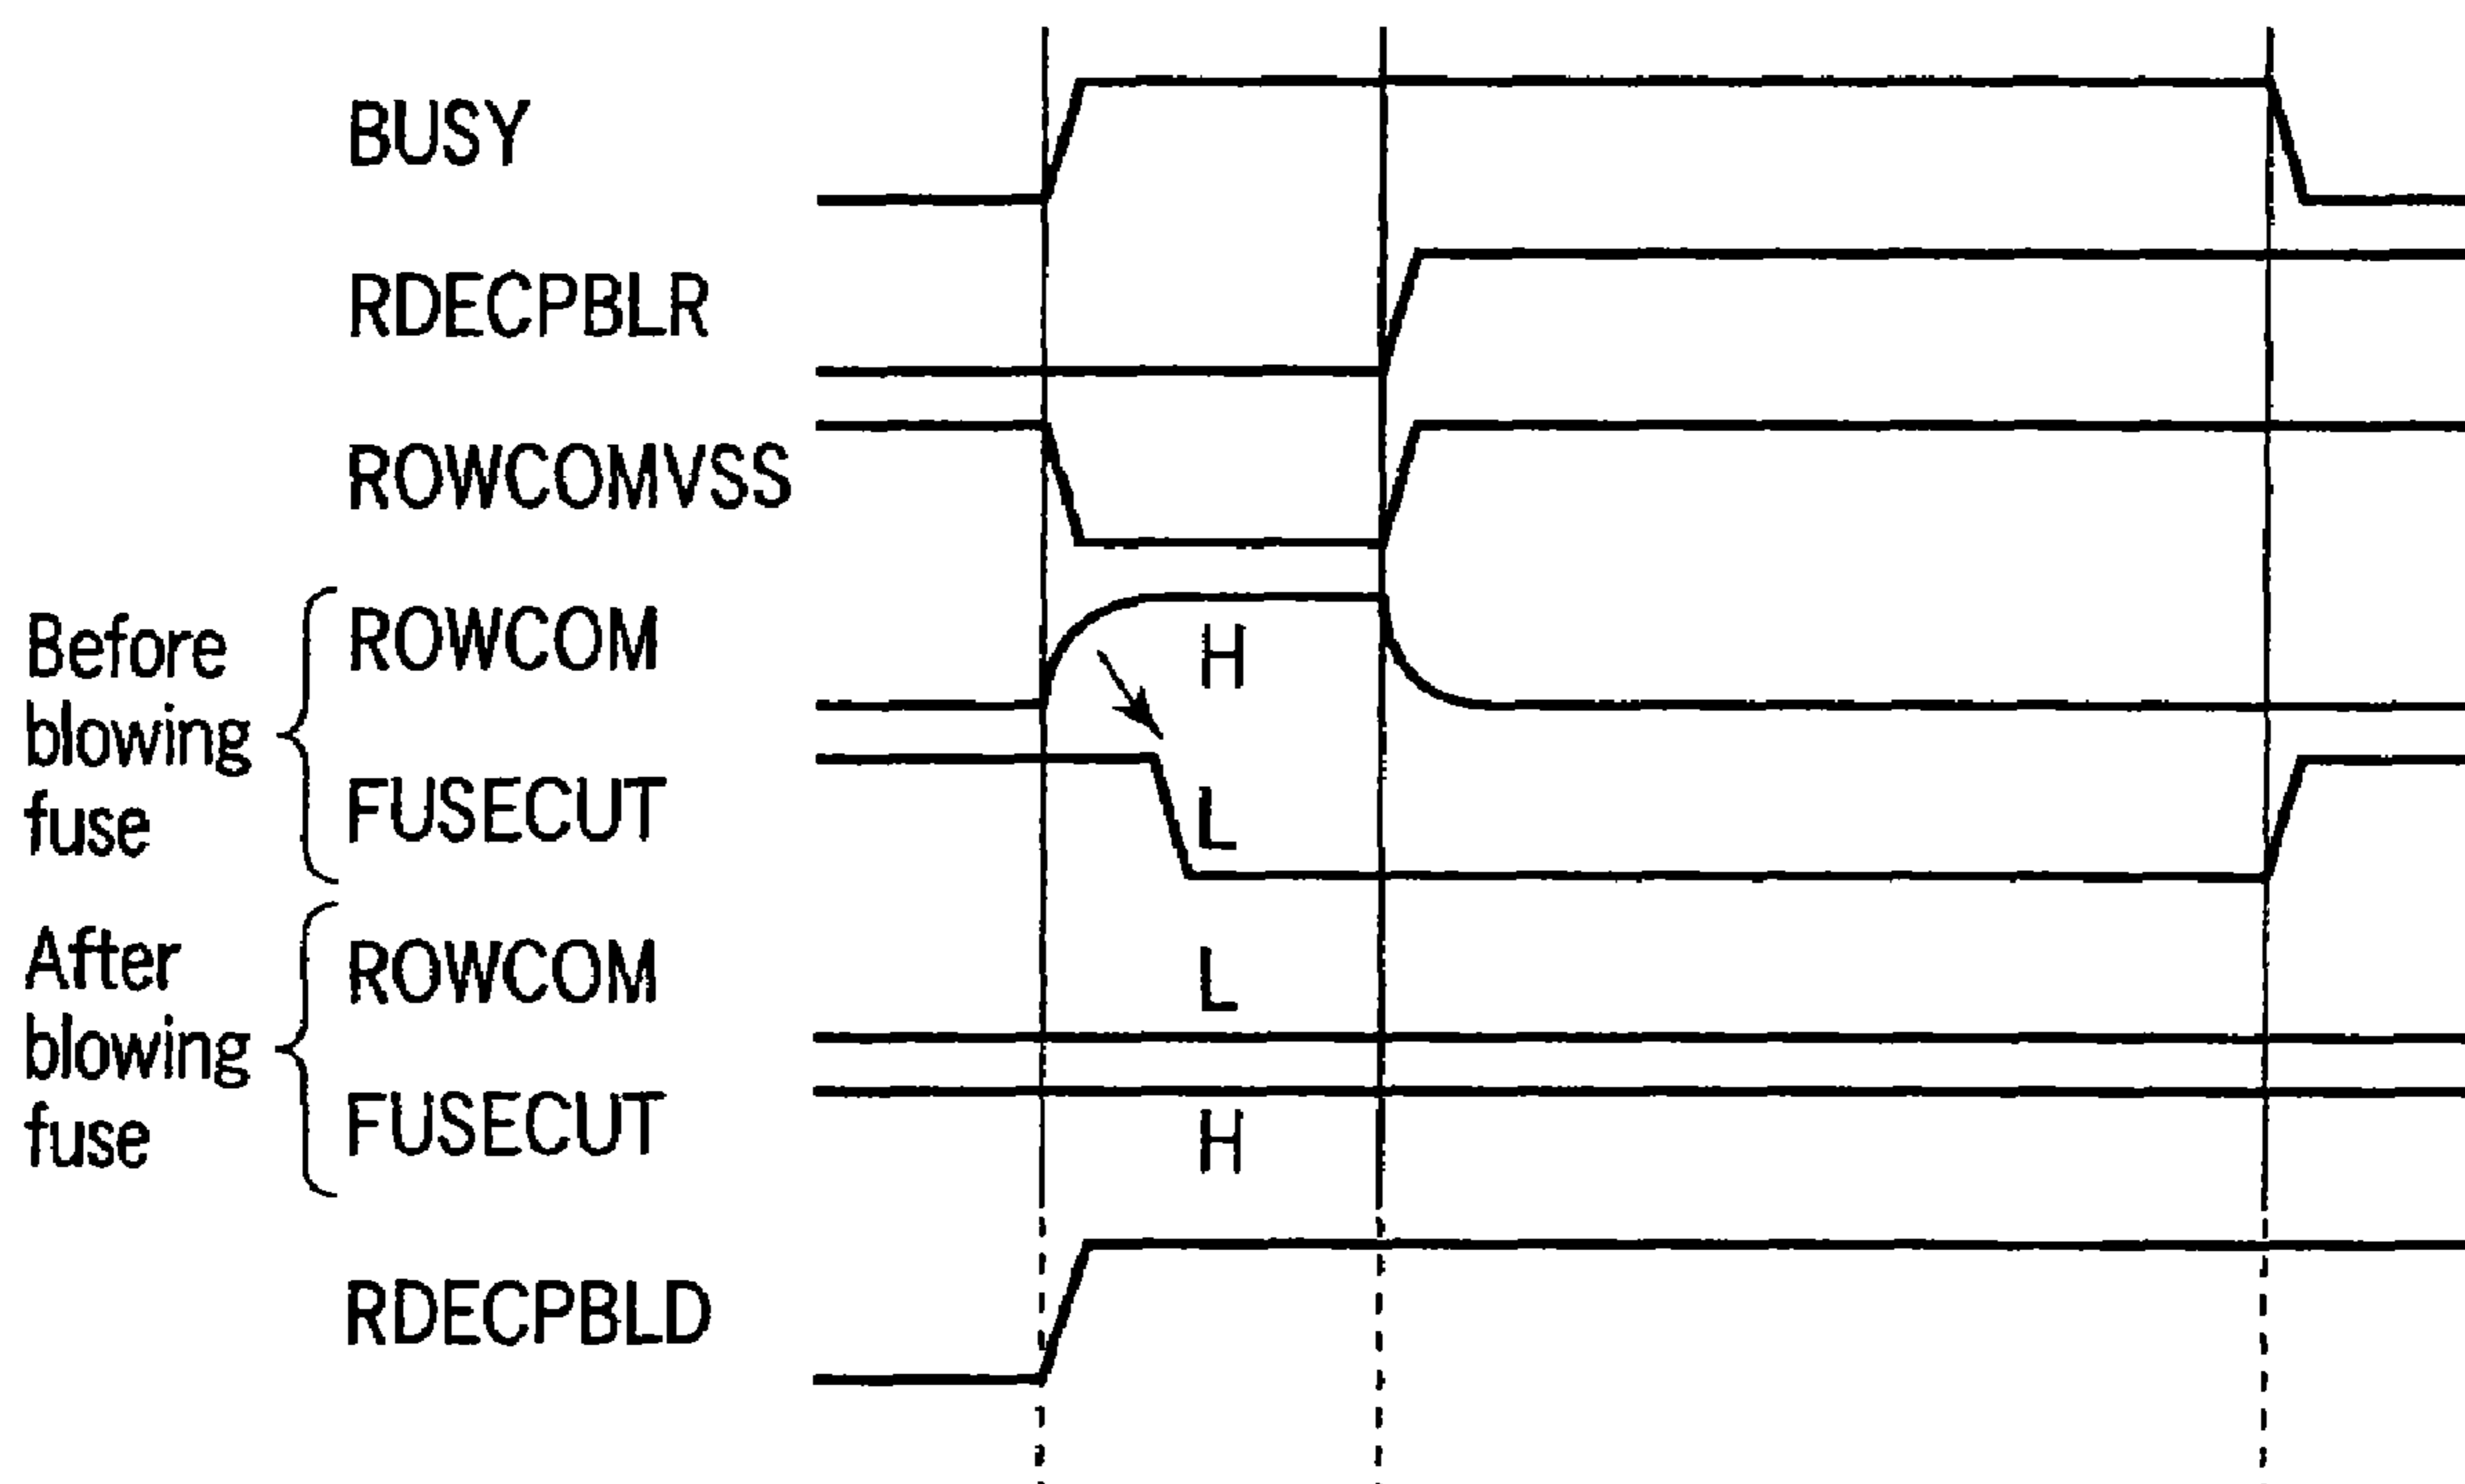 BUSY
RDECPBLR
ROWCOMVSS
Before
blowing
fuse
ROWCOM
H
FUSECUT
L
After
blowing
fuse
ROWCOM
L
FUSECUT
H
RDECPBLD